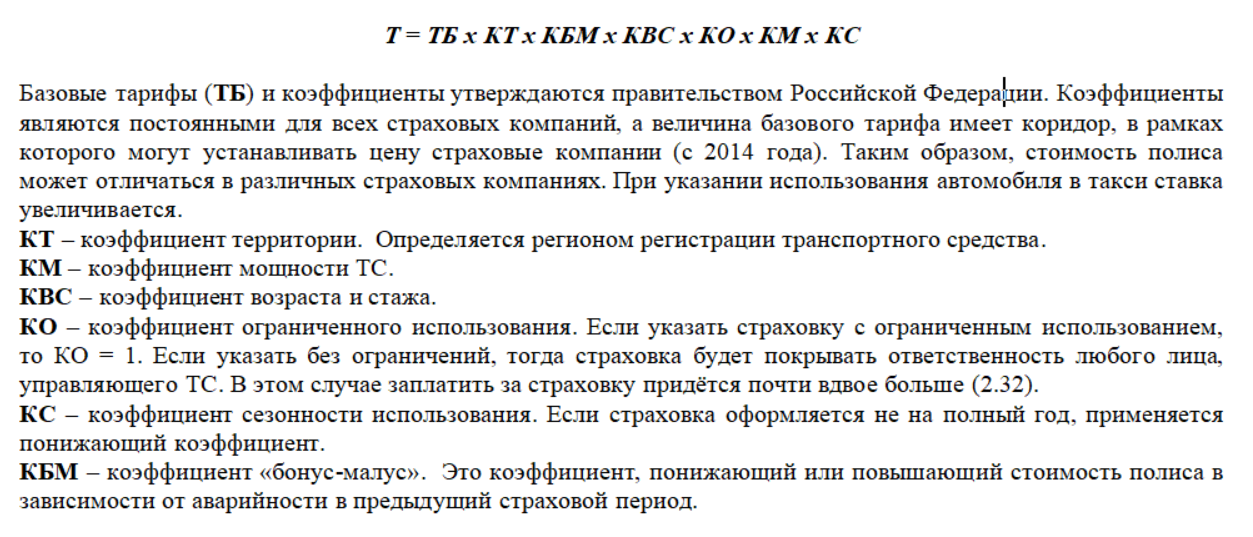 Т = ТБ х КТ х КБМ х КВС х КО х КМ х КС
Базовые тарифы (ТБ) и коэффициенты утверждаются правительством Российской Федерации. Коэффициенты
являются постоянными для всех страховых компаний, а величина базового тарифа имеет коридор, в рамках
которого могут устанавливать цену страховые компании (с 2014 года). Таким образом, стоимость полиса
может отличаться в различных страховых компаниях. При указании использования автомобиля в такси ставка
увеличивается.
КТ – коэффициент территории. Определяется регионом регистрации транспортного средства.
КМ – коэффициент мощности ТС.
КВС – коэффициент возраста и стажа.
КО – коэффициент ограниченного использования. Если указать страховку с ограниченным использованием,
то КО = 1. Если указать без ограничений, тогда страховка будет покрывать ответственность любого лица,
управляющего ТС. В этом случае заплатить за страховку придётся почти вдвое больше (2.32).
КС – коэффициент сезонности использования. Если страховка оформляется не на полный год, применяется
понижающий коэффициент.
КБМ – коэффициент «бонус-малус». Это коэффициент, понижающий или повышающий стоимость полиса в
зависимости от аварийности в предыдущий страховой период.